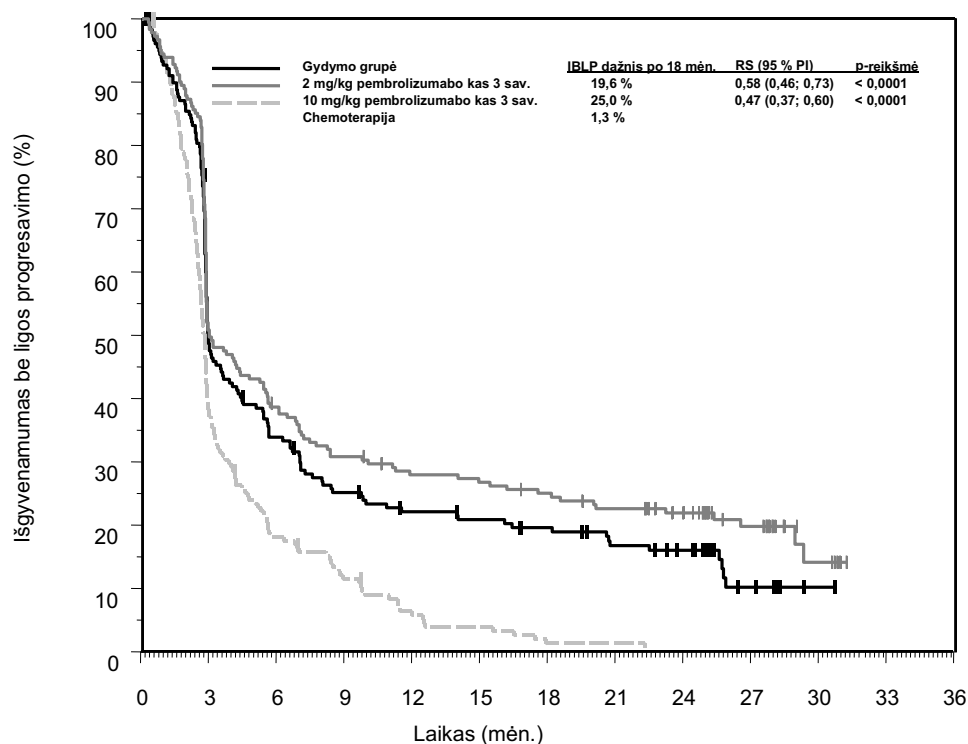 Gydymo grupė IBLP dažnis po 18 mėn. RS (95 % PI) p-reikšmė
2 mg/kg pembrolizumabo kas 3 sav. 19,6 % 0,58 (0,46; 0,73) < 0,0001
10 mg/kg pembrolizumabo kas 3 sav. 25,0 % 0,47 (0,37; 0,60) < 0,0001
Chemoterapija 1,3 %
Išgyvenamumas be ligos progresavimo (%)
100
90
80
70
60
50
40
30
20
10
0
0 3 6 9 12 15 18 21 24 27 30 33 36
Laikas (mėn.)